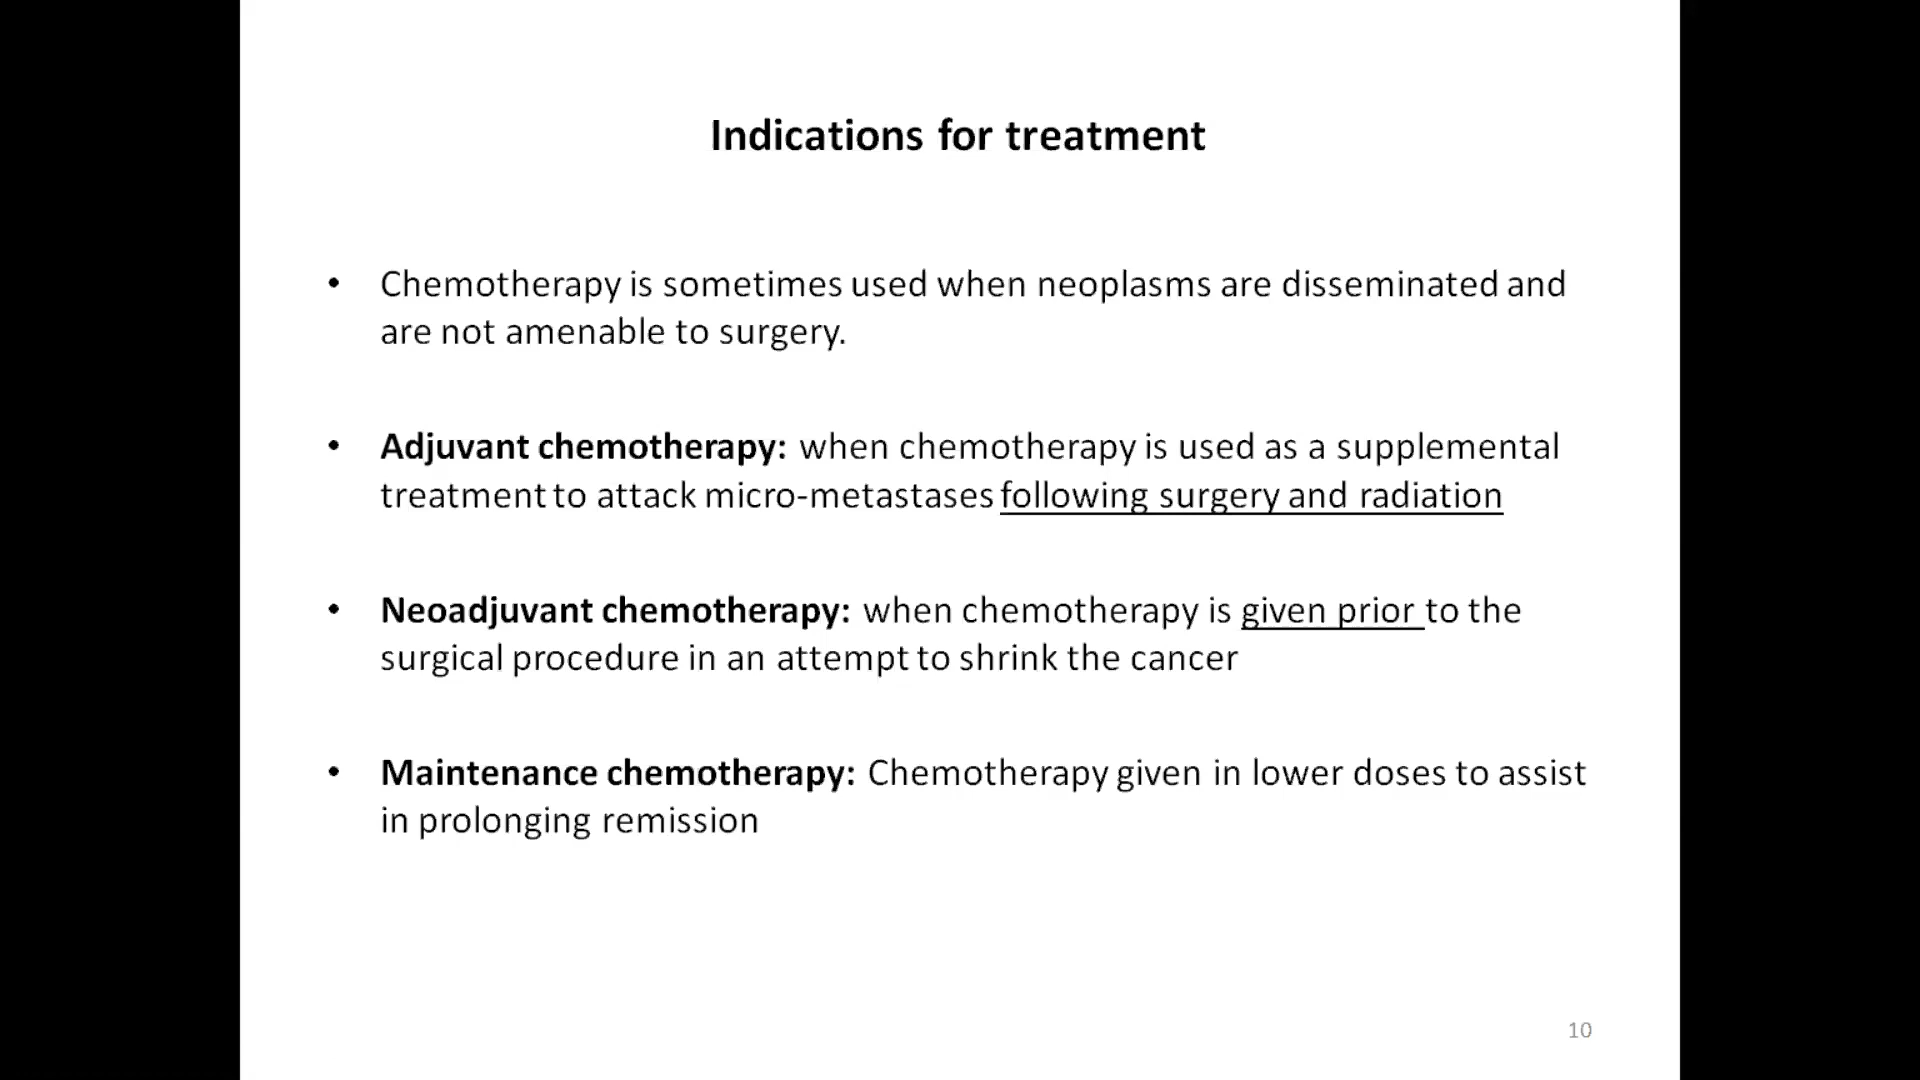 Indications for treatment
• Chemotherapy is sometimes used when neoplasms are disseminated and
are not amenable to surgery.
• Adjuvant chemotherapy: when chemotherapy is used as a supplemental
treatment to attack micro-metastases following surgery and radiation
• Neoadjuvant chemotherapy: when chemotherapy is given prior to the
surgical procedure in an attempt to shrink the cancer
• Maintenance chemotherapy: Chemotherapy given in lower doses to assist
in prolonging remission
10